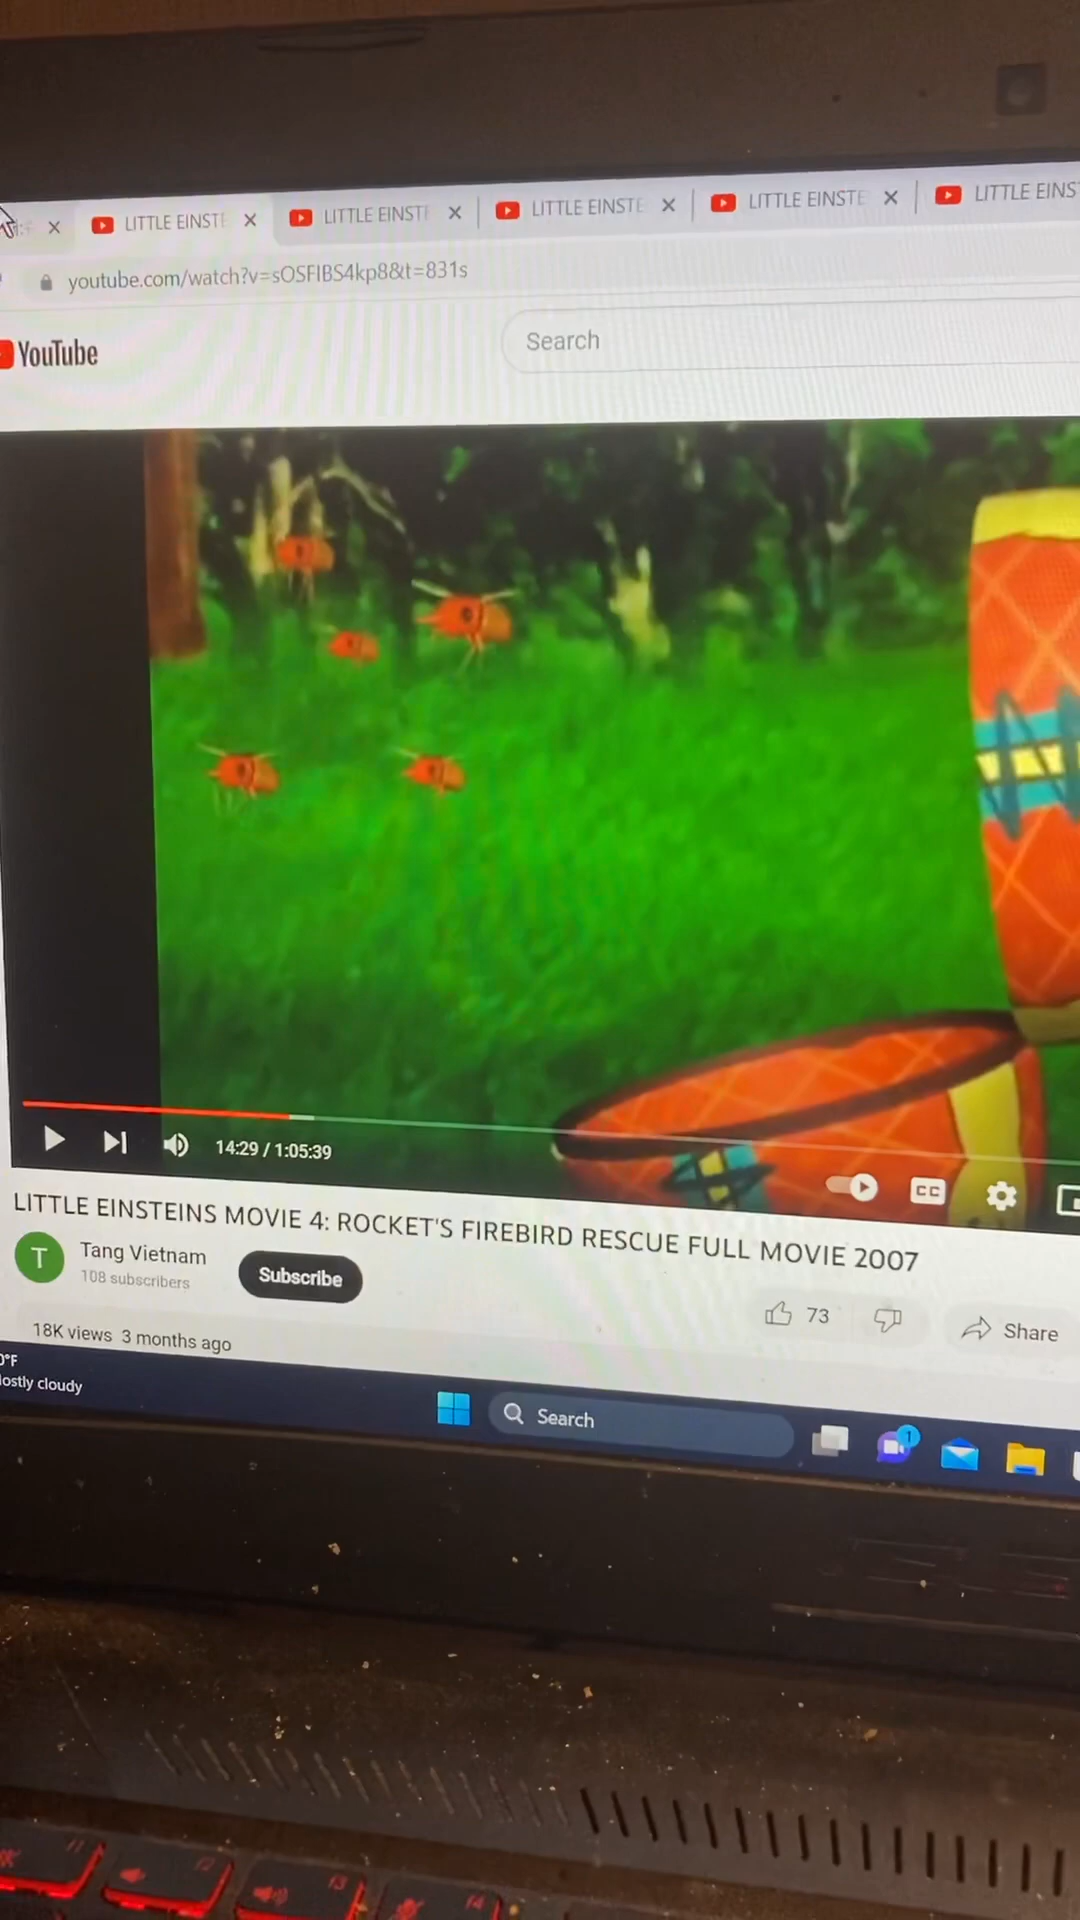 LITTLE EINSTE
LITTLE EINSTE
LITTLE EINSTE
LITTLE EINSTE
LITTLE EINS
youtube.com/watch?v=sOSFIBS4kp8&t=831s
YouTube
Search
14:29 / 1:05:39
CC
LITTLE EINSTEINS MOVIE 4: ROCKET'S FIREBIRD RESCUE FULL MOVIE 2007
T
Tang Vietnam
108 subscribers
Subscribe
73
Share
18K views 3 months ago
°F
ostly cloudy
Search
1